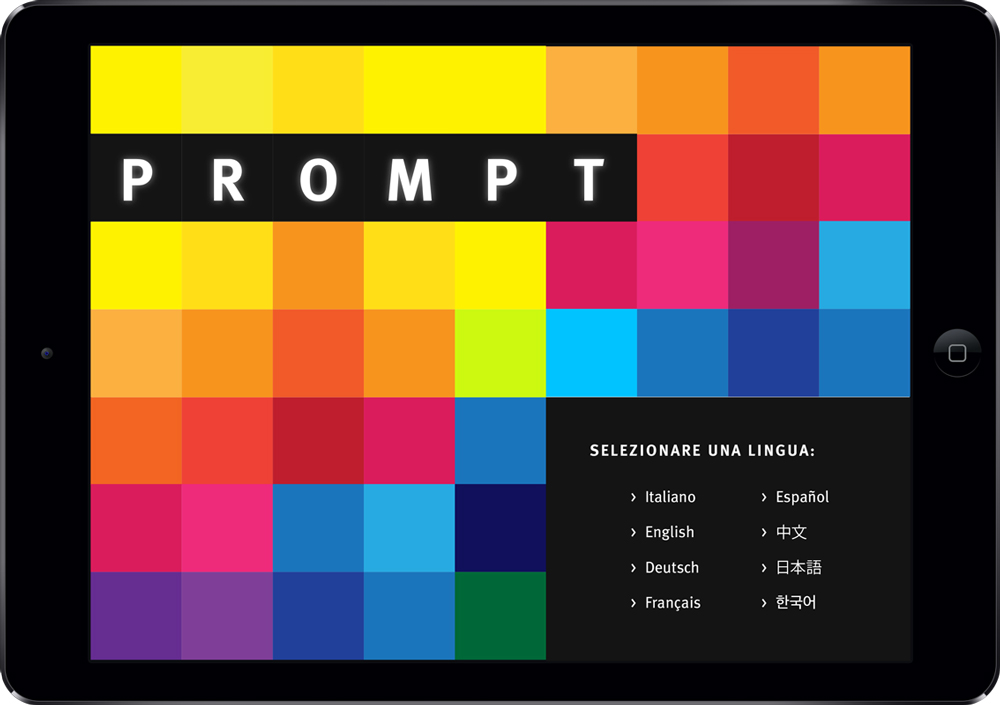 PROMPT
SELEZIONARE UNA LINGUA:
› Italiano
› English
› Deutsch
› Français
› Español
› 中文
› 日本語
› 한국어